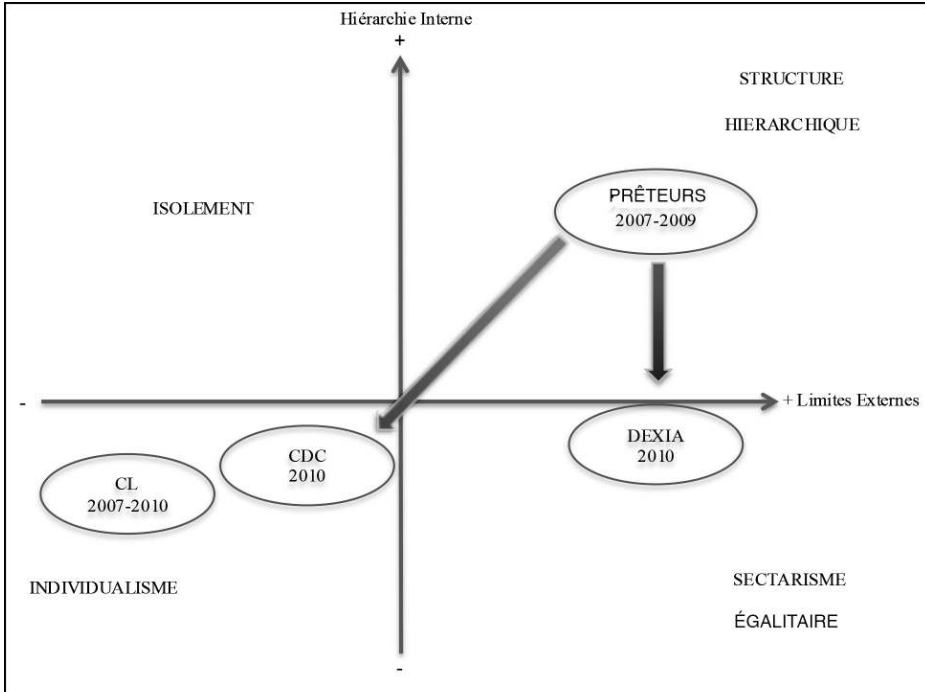 Hiérarchie Interne
+
STRUCTURE
HIERARCHIQUE
ISOLEMENT
PRÊTEURS
2007-2009
-
+ Limites Externes
CDC
2010
DEXIA
2010
CL
2007-2010
INDIVIDUALISME
SECTARISME
ÉGALITAIRE
-